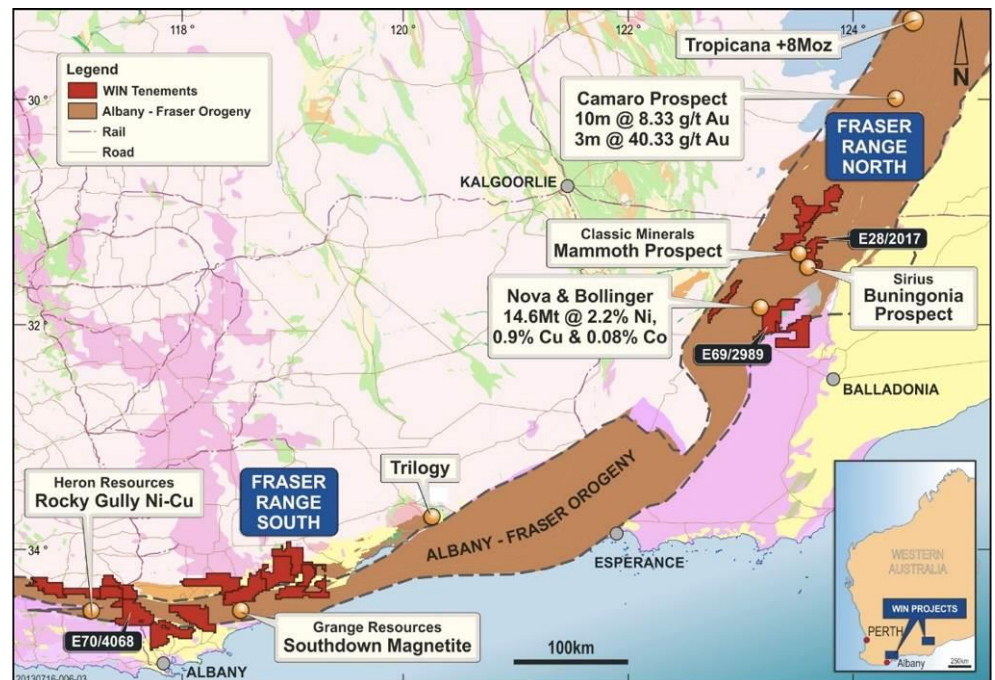 118 °
120
122
124
Tropicana +8Moz
N
Legend
WIN Tenements
Albany - Fraser Orogeny
Rail
Road
30 °
Camaro Prospect
10m @ 8.33 g/t Au
3m @ 40.33 g/t Au
FRASER
RANGE
NORTH
KALGOORLIE
Classic Minerals
Mammoth Prospect
E28/2017
Sirius
Buningonia
Prospect
Nova & Bollinger
14.6Mt @ 2.2% Ni,
0.9% Cu & 0.08% Co
32 °
E69/2989
BALLADONIA
Heron Resources
Rocky Gully Ni-Cu
FRASER
RANGE
SOUTH
Trilogy
ALBANY - FRASER OROGENY
34 °
ESPERANCE
E70/4068
ALBANY
Grange Resources
Southdown Magnetite
100km
WESTERN
AUSTRALIA
WIN PROJECTS
PERTH
Albany
250km
20130716-006-03